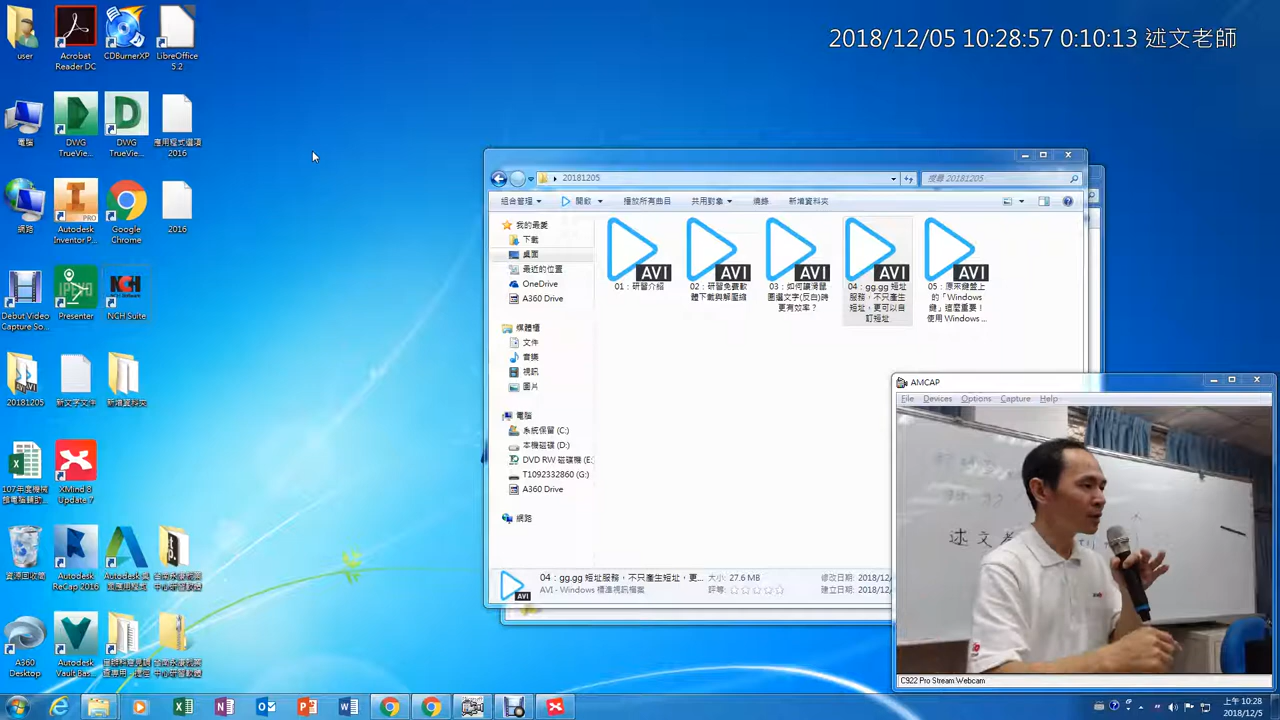 2018/12/05 10:28:57 0:10:13 述文老師
user
Acrobat
Reader DC
CDBurnerXP
LibreOffice
5.2
電腦
DWG
TrueVie...
DWG
TrueVie...
應用程式選項
2016
網路
Autodesk
Inventor P...
PRO
Google
Chrome
2016
Debut Video
Capture So...
Presenter
NCH Suite
20181205
新文字文件
新增資料夾
XMind 8
Update 7
資源回收筒
Autodesk
ReCap 2016
A360
Desktop
Autodesk
Vault Bas...
20181205
搜尋 20181205
組合管理
開啟
播放所有曲目
共用對象
燒錄
新增資料夾
我的最愛
下載
桌面
最近的位置
OneDrive
A360 Drive
媒體櫃
文件
音樂
視訊
圖片
電腦
系統保留 (C:)
本機磁碟 (D:)
DVD RW 磁碟機 (E:
T1092332860 (G:)
A360 Drive
網路
AVI
01：研習介紹
AVI
02：研習免費軟
體下載與解壓縮
AVI
03：如何讓滑鼠
圈選文字(反白)時
更有效率？
AVI
04：gg.gg 短址
服務，不只產生
短址，更可以自
訂短址
AVI
05：原來鍵盤上
的「Windows
鍵」這麼重要！
使用 Windows ...
AVI
04：gg.gg 短址服務，不只產生短址，更...
大小: 27.6 MB
修改日期: 2018/12/
AVI - Windows 標準視訊檔案
評等:
建立日期: 2018/12/
AMCAP
File Devices Options Capture Help
述文
C922 Pro Stream Webcam
上午 10:28
2018/12/5